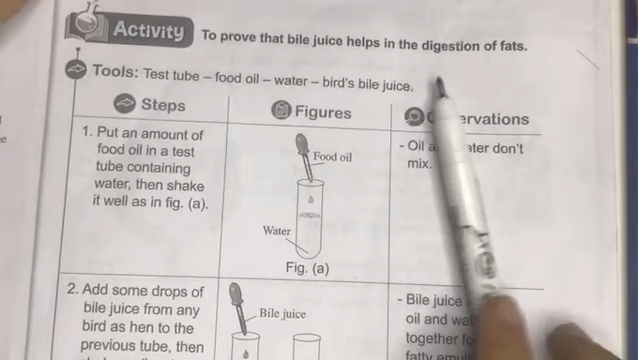 Activity
To prove that bile juice helps in the digestion of fats.
Tools: Test tube – food oil – water – bird's bile juice.
Steps
Figures
ervations
1. Put an amount of
food oil in a test
tube containing
water, then shake
it well as in fig. (a).
Food oil
Water
Fig. (a)
- Oil ater don't
mix.
2. Add some drops of
bile juice from any
bird as hen to the
previous tube, then
Bile juice
- Bile juice
oil and wa
together fo
fatty emul